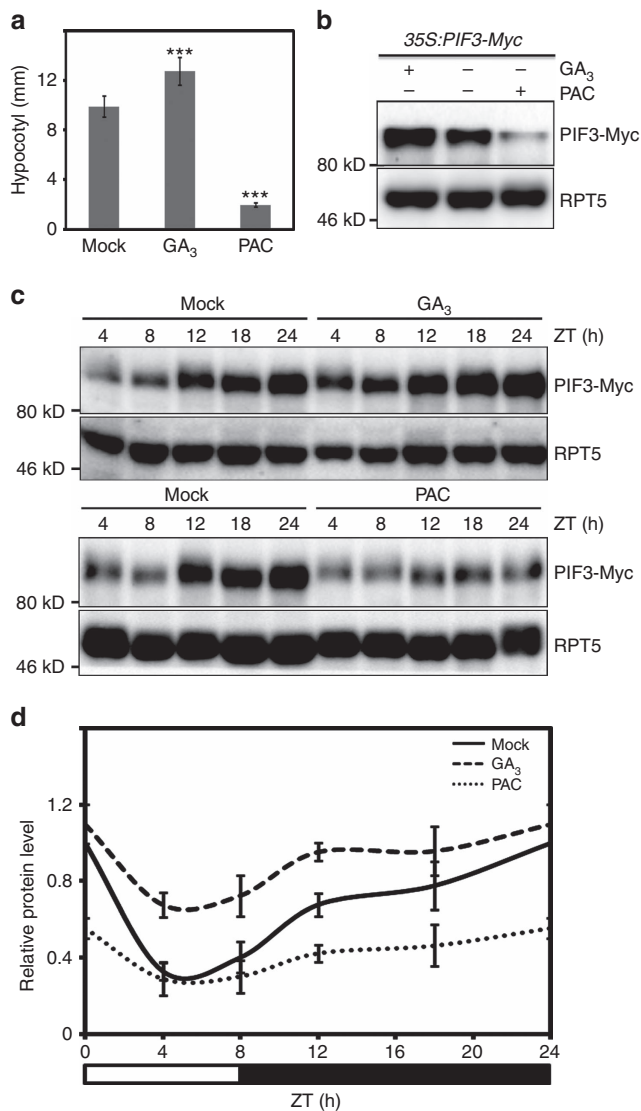 a
Hypocotyl (mm)
12
8
4
0
***
***
Mock GA3 PAC
b
35S:PIF3-Myc
+ – – GA3
– – + PAC
PIF3-Myc
80 kD
RPT5
46 kD
c
Mock GA3
4 8 12 18 24 4 8 12 18 24 ZT (h)
PIF3-Myc
80 kD
RPT5
46 kD
Mock PAC
4 8 12 18 24 4 8 12 18 24 ZT (h)
PIF3-Myc
80 kD
RPT5
46 kD
d
Mock
GA3
PAC
Relative protein level
1.2
0.8
0.4
0
0 4 8 12 16 20 24
ZT (h)